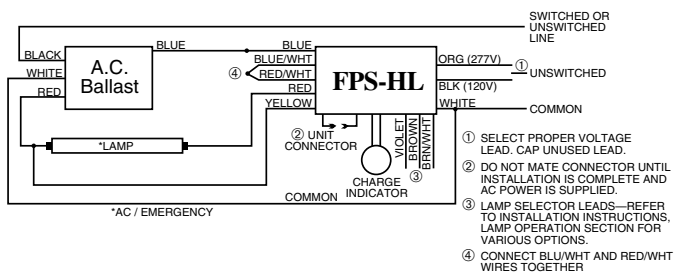 SWITCHED OR
UNSWITCHED
LINE
BLACK
BLUE
BLUE
BLUE/WHT
ORG (277V)
①
WHITE
A.C.
Ballast
④
RED/WHT
FPS-HL
UNSWITCHED
RED
RED
BLK (120V)
YELLOW
WHITE
COMMON
② UNIT
CONNECTOR
VIOLET
BROWN
BRN/WHT
*LAMP
③
CHARGE
INDICATOR
COMMON
*AC / EMERGENCY
① SELECT PROPER VOLTAGE
LEAD. CAP UNUSED LEAD.
② DO NOT MATE CONNECTOR UNTIL
INSTALLATION IS COMPLETE AND
AC POWER IS SUPPLIED.
③ LAMP SELECTOR LEADS—REFER
TO INSTALLATION INSTRUCTIONS,
LAMP OPERATION SECTION FOR
VARIOUS OPTIONS.
④ CONNECT BLU/WHT AND RED/WHT
WIRES TOGETHER